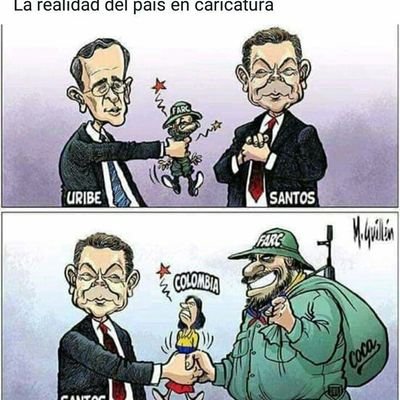 La realidad del país en caricatura
FARC
URIBE
SANTOS
M. Guillén
FARC
COLOMBIA
COCA
SANTOS